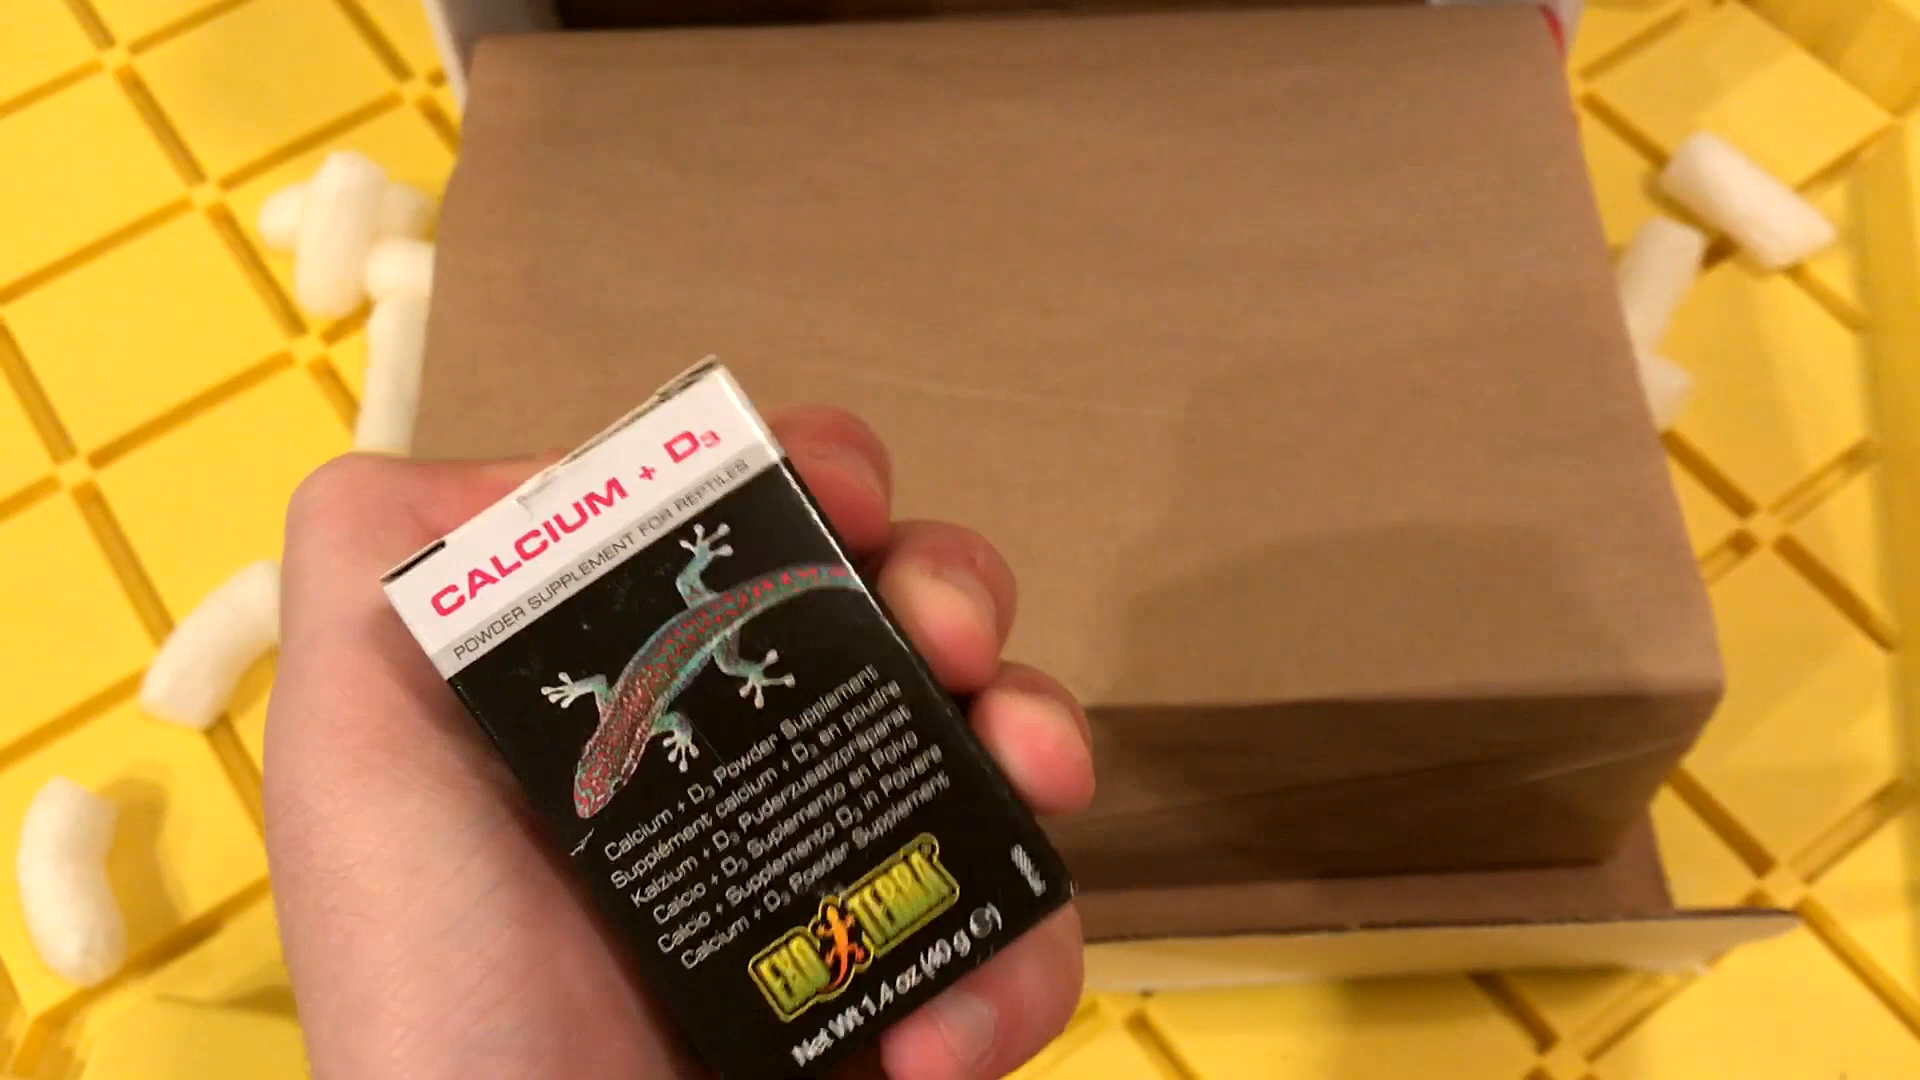 CALCIUM + D3
POWDER SUPPLEMENT FOR REPTILES
Calcium + D3 Powder Supplement
Supplément calcium + D3 en poudre
Kalzium + D3 Puderzusatzpräparat
Calcio + D3 Suplemento en Polvo
Calcio + Supplemento D3 in Polvere
Calcium + D3 Poeder Supplement
EXO TERRA®
Net Wt 1.4 oz (40 g e)